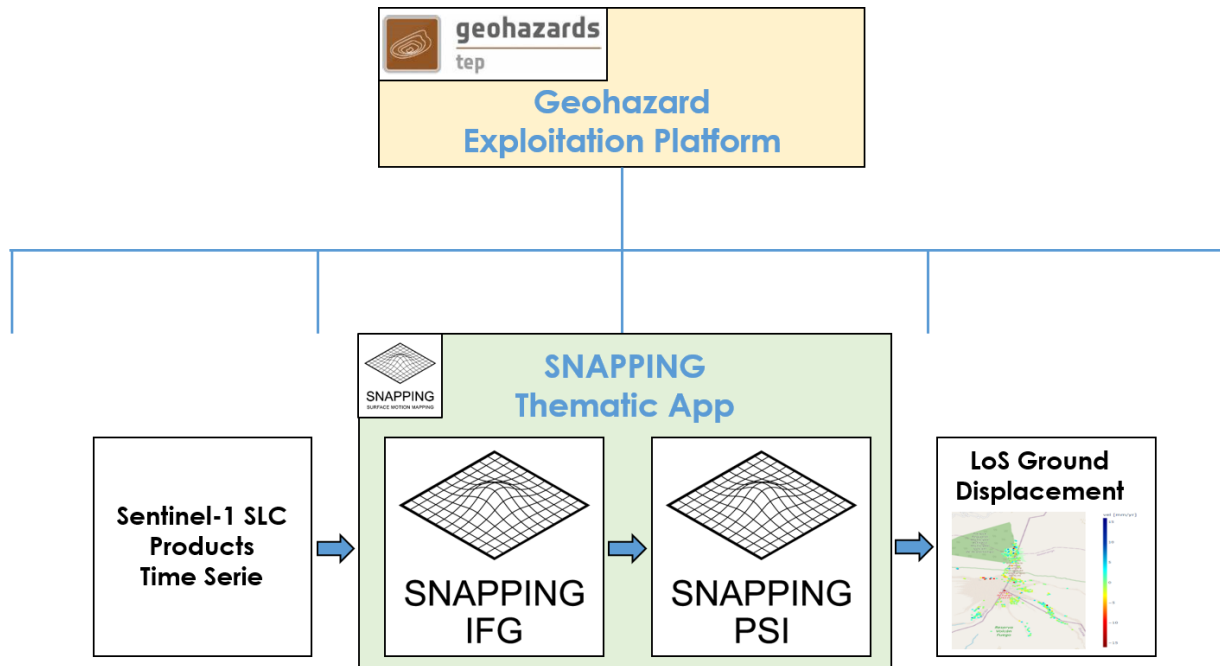 geohazards
tep
Geohazard
Exploitation Platform
SNAPPING
SURFACE MOTION MAPPING
SNAPPING
Thematic App
Sentinel-1 SLC
Products
Time Serie
SNAPPING
IFG
SNAPPING
PSI
LoS Ground
Displacement